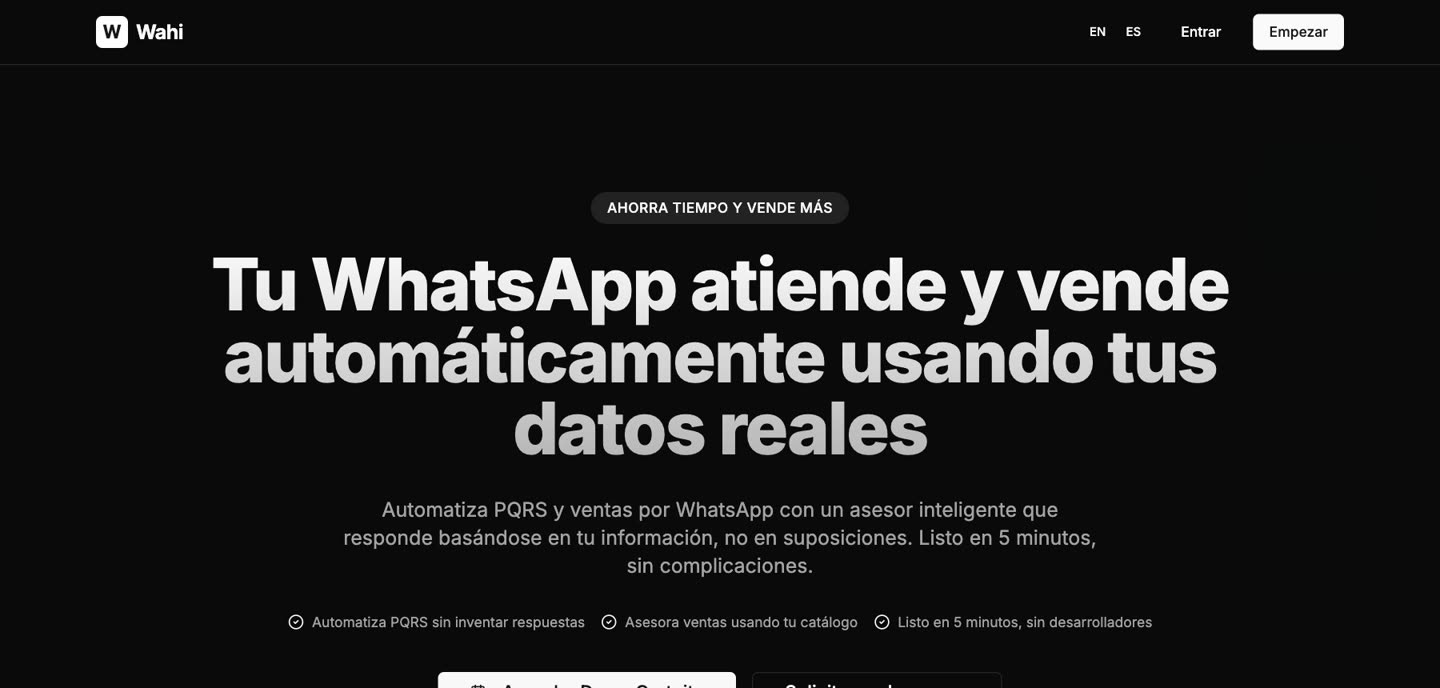 W Wahi
EN ES Entrar Empezar
AHORRA TIEMPO Y VENDE MÁS
Tu WhatsApp atiende y vende
automáticamente usando tus
datos reales
Automatiza PQRS y ventas por WhatsApp con un asesor inteligente que
responde basándose en tu información, no en suposiciones. Listo en 5 minutos,
sin complicaciones.
Automatiza PQRS sin inventar respuestas Asesora ventas usando tu catálogo Listo en 5 minutos, sin desarrolladores